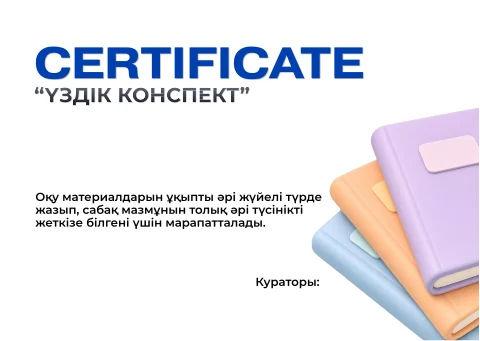 CERTIFICATE
“ҮЗДІК КОНСПЕКТ”
Оқу материалдарын ұқыпты әрі жүйелі түрде
жазып, сабақ мазмұнын толық әрі түсінікті
жеткізе білгені үшін марапатталады.
Кураторы: